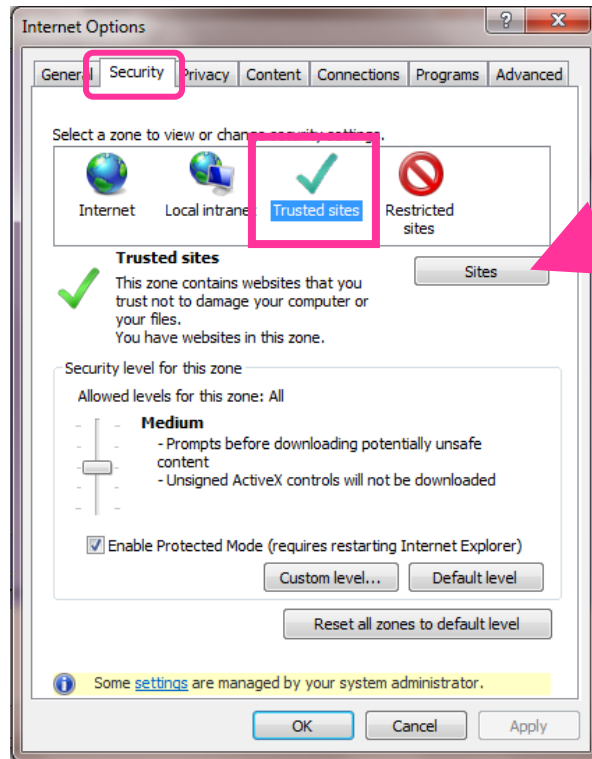 Internet Options
General Security Privacy Content Connections Programs Advanced
Select a zone to view or change security settings.
Internet Local intranet Trusted sites Restricted
sites
Trusted sites
Sites
This zone contains websites that you
trust not to damage your computer or
your files.
You have websites in this zone.
Security level for this zone
Allowed levels for this zone: All
Medium
- Prompts before downloading potentially unsafe
content
- Unsigned ActiveX controls will not be downloaded
Enable Protected Mode (requires restarting Internet Explorer)
Custom level... Default level
Reset all zones to default level
Some settings are managed by your system administrator.
OK Cancel Apply